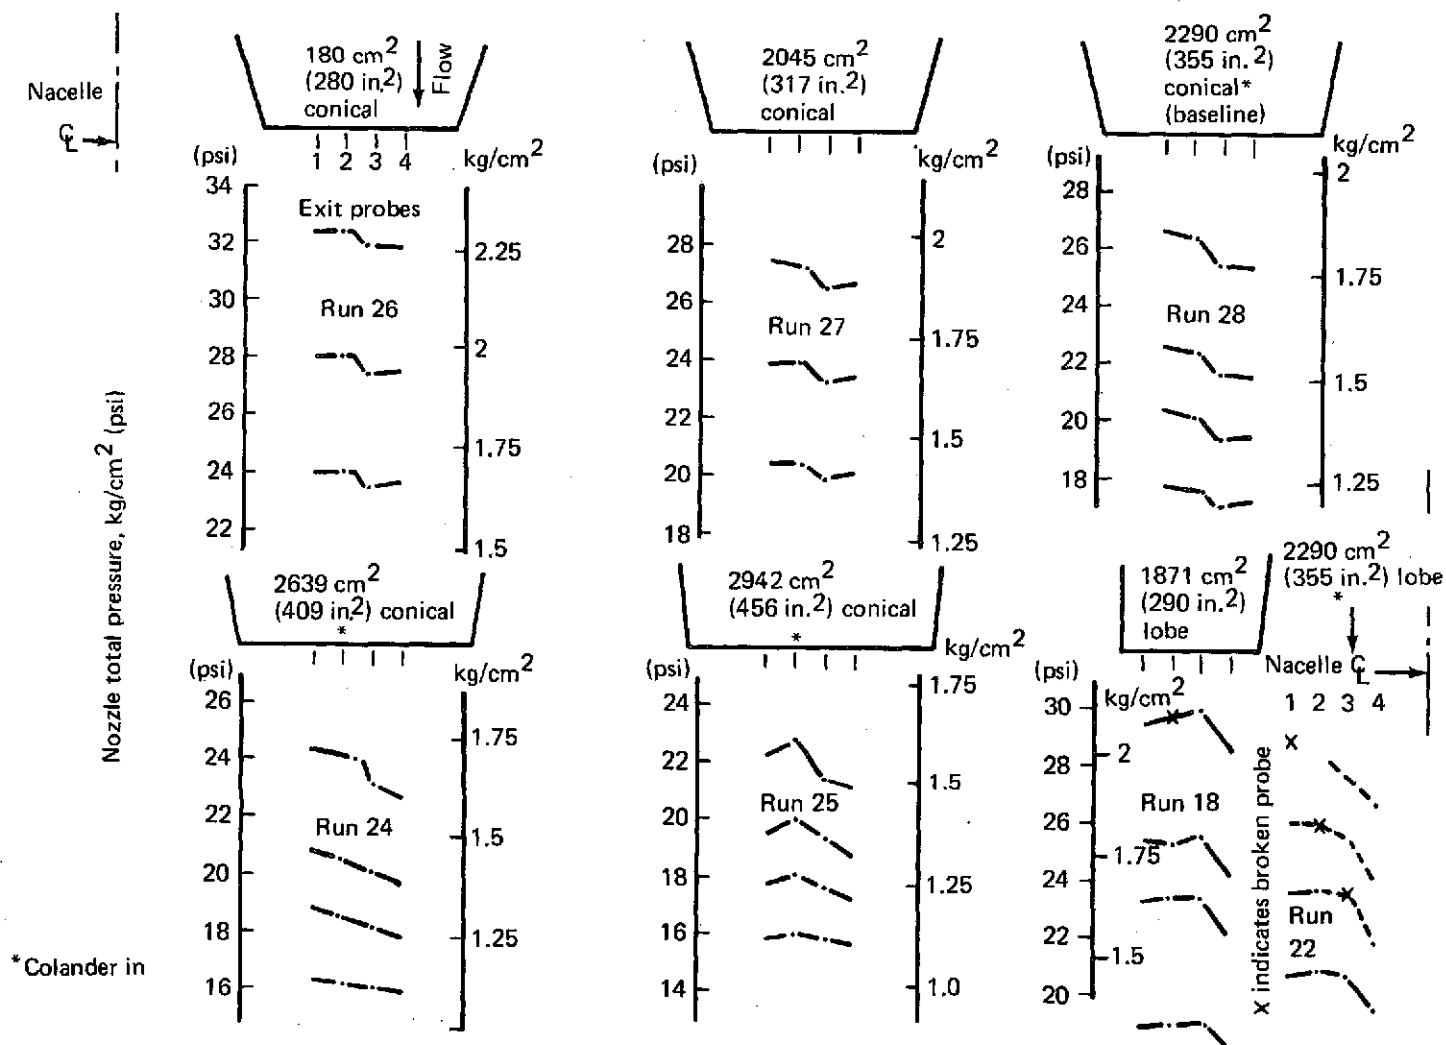 Nacelle
℄
180 cm²
(280 in.²)
conical
Flow
(psi)
1 2 3 4
kg/cm²
34
32
30
28
26
24
22
Exit probes
Run 26
2.25
2
1.75
1.5
2045 cm²
(317 in.²)
conical
(psi)
kg/cm²
28
26
24
22
20
18
Run 27
2
1.75
1.5
1.25
2290 cm²
(355 in.²)
conical*
(baseline)
(psi)
kg/cm²
28
26
24
22
20
18
Run 28
2
1.75
1.5
1.25
Nozzle total pressure, kg/cm² (psi)
2639 cm²
(409 in.²) conical
*
(psi)
kg/cm²
26
24
22
20
18
16
Run 24
1.75
1.5
1.25
2942 cm²
(456 in.²) conical
*
(psi)
kg/cm²
24
22
20
18
16
14
Run 25
1.75
1.5
1.25
1.0
1871 cm²
(290 in.²)
lobe
(psi)
kg/cm²
30
28
26
24
22
20
Run 18
2
1.75
1.5
X indicates broken probe
2290 cm²
(355 in.²) lobe
*
Nacelle ℄
1 2 3 4
X
X
X
X
Run
22
*Colander in